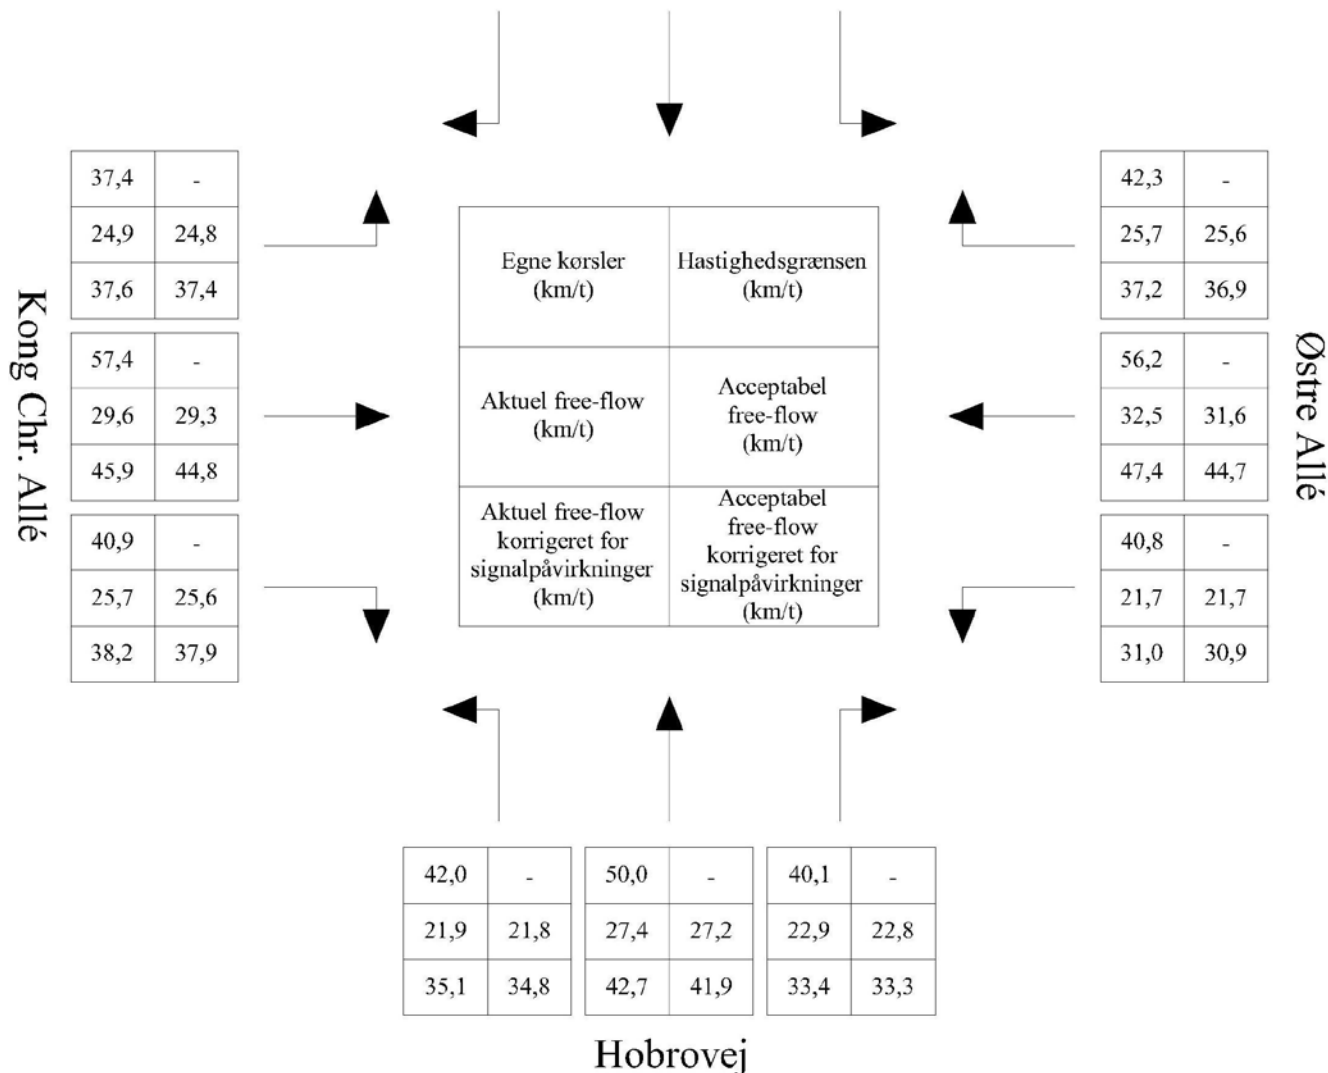 Kong Chr. Allé
37,4 -
24,9 24,8
37,6 37,4
57,4 -
29,6 29,3
45,9 44,8
40,9 -
25,7 25,6
38,2 37,9
Egne kørsler
(km/t)
Hastighedsgrænsen
(km/t)
Aktuel free-flow
(km/t)
Acceptabel
free-flow
(km/t)
Aktuel free-flow
korrigeret for
signalpåvirkninger
(km/t)
Acceptabel
free-flow
korrigeret for
signalpåvirkninger
(km/t)
42,3 -
25,7 25,6
37,2 36,9
56,2 -
32,5 31,6
47,4 44,7
40,8 -
21,7 21,7
31,0 30,9
Østre Allé
42,0 -
21,9 21,8
35,1 34,8
50,0 -
27,4 27,2
42,7 41,9
40,1 -
22,9 22,8
33,4 33,3
Hobrovej